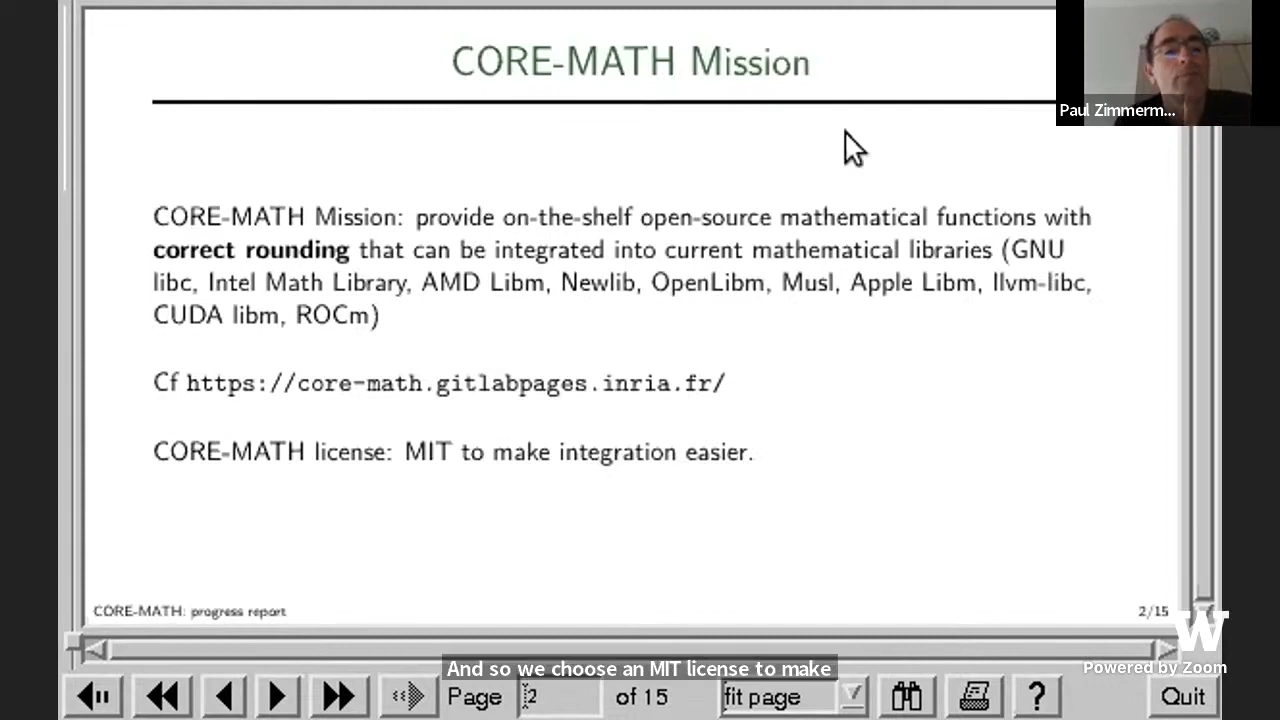 CORE-MATH Mission
Paul Zimmerm...
CORE-MATH Mission: provide on-the-shelf open-source mathematical functions with
correct rounding that can be integrated into current mathematical libraries (GNU
libc, Intel Math Library, AMD Libm, Newlib, OpenLibm, Musl, Apple Libm, llvm-libc,
CUDA libm, ROCm)
Cf https://core-math.gitlabpages.inria.fr/
CORE-MATH license: MIT to make integration easier.
CORE-MATH: progress report
2/15
W
Powered by Zoom
And so we choose an MIT license to make
Page 2 of 15 fit page ? Quit